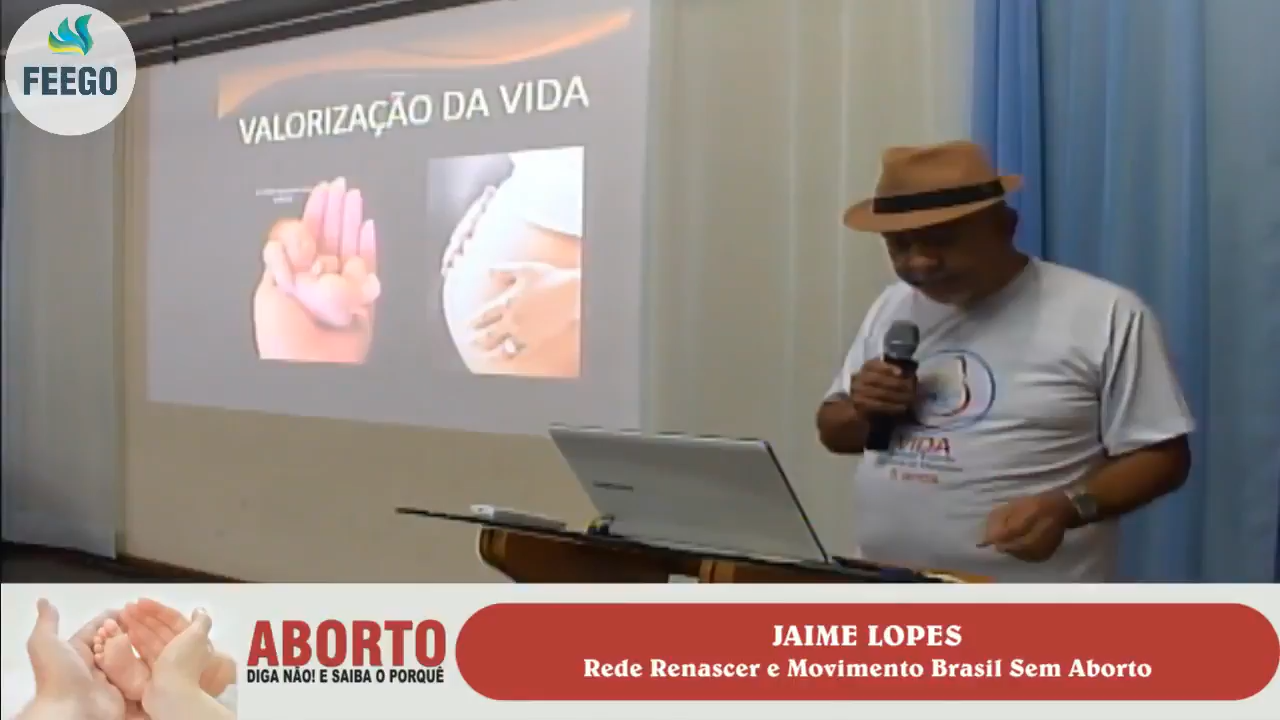 FEEGO
VALORIZAÇÃO DA VIDA
VIDA
ABORTO
DIGA NÃO! E SAIBA O PORQUÊ
JAIME LOPES
Rede Renascer e Movimento Brasil Sem Aborto